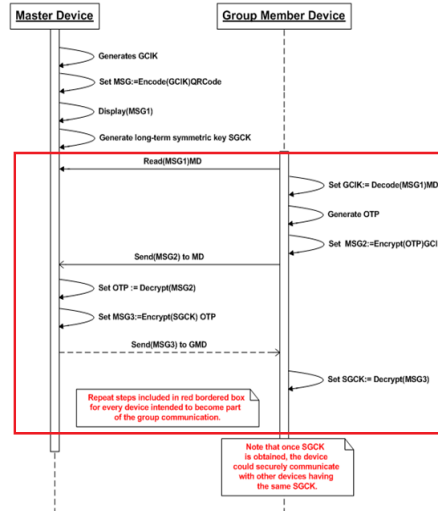 Master Device
Group Member Device
Generates GCIK
Set MSG:=Encode(GCIK)QRCode
Display(MSG1)
Generate long-term symmetric key SGCK
Read(MSG1)MD
Set GCIK:= Decode(MSG1)MD
Generate OTP
Set MSG2:=Encrypt(OTP)GCI
Send(MSG2) to MD
Set OTP := Decrypt(MSG2)
Set MSG3:=Encrypt(SGCK) OTP
Send(MSG3) to GMD
Set SGCK:= Decrypt(MSG3)
Repeat steps included in red bordered box
for every device intended to become part
of the group communication.
Note that once SGCK
is obtained, the device
could securely communicate
with other devices having
the same SGCK.